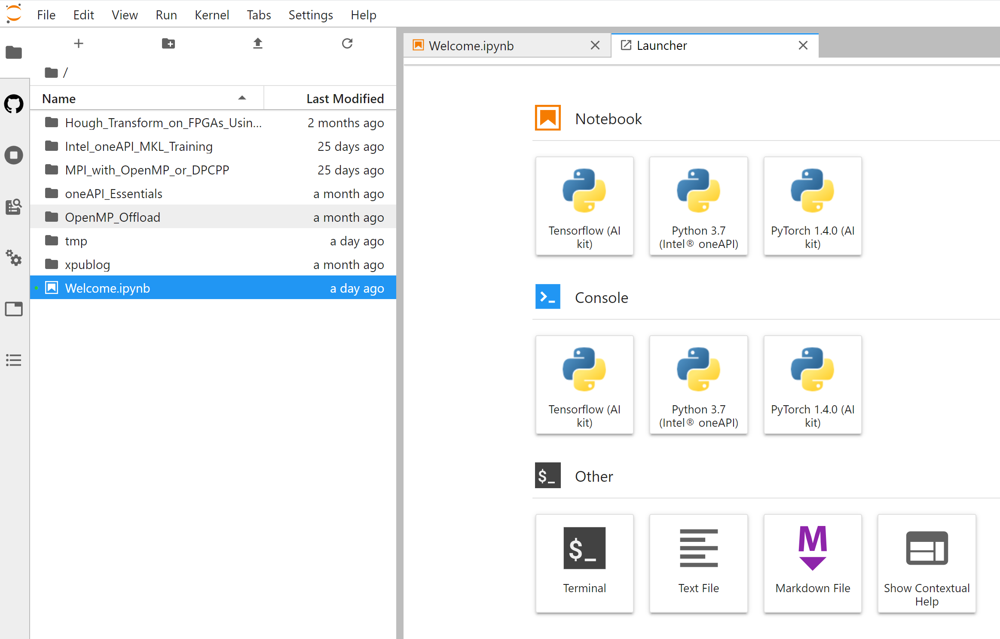 File Edit View Run Kernel Tabs Settings Help
/
Name Last Modified
Hough_Transform_on_FPGAs_Usin... 2 months ago
Intel_oneAPI_MKL_Training 25 days ago
MPI_with_OpenMP_or_DPCPP 25 days ago
oneAPI_Essentials a month ago
OpenMP_Offload a month ago
tmp a day ago
xpublog a month ago
Welcome.ipynb a day ago
Welcome.ipynb Launcher
Notebook
Tensorflow (AI
kit)
Python 3.7
(Intel® oneAPI)
PyTorch 1.4.0 (AI
kit)
Console
Tensorflow (AI
kit)
Python 3.7
(Intel® oneAPI)
PyTorch 1.4.0 (AI
kit)
$_ Other
$_
Terminal
Text File
M
Markdown File
Show Contextual
Help